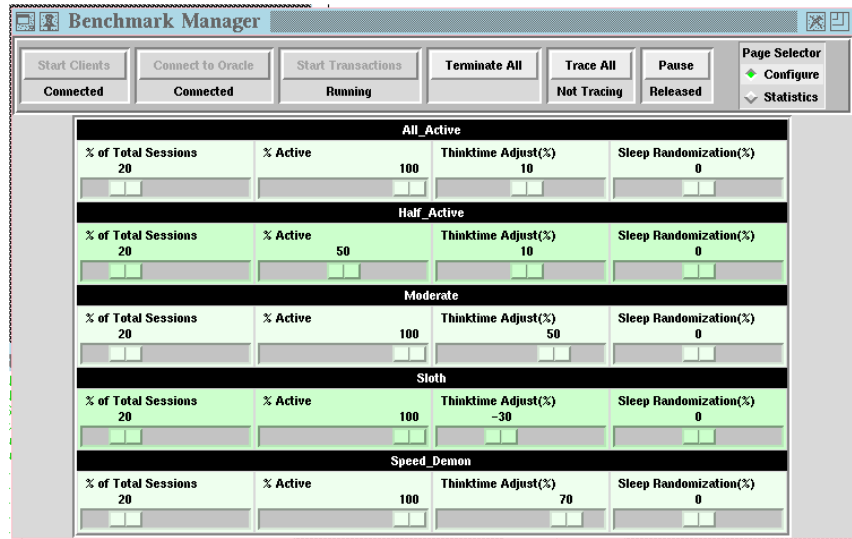 Benchmark Manager
Start Clients Connect to Oracle Start Transactions Terminate All Trace All Pause Page Selector
Configure
Connected Connected Running Not Tracing Released Statistics
All_Active
% of Total Sessions % Active Thinktime Adjust(%) Sleep Randomization(%)
20 100 10 0
Half_Active
% of Total Sessions % Active Thinktime Adjust(%) Sleep Randomization(%)
20 50 10 0
Moderate
% of Total Sessions % Active Thinktime Adjust(%) Sleep Randomization(%)
20 100 50 0
Sloth
% of Total Sessions % Active Thinktime Adjust(%) Sleep Randomization(%)
20 100 -30 0
Speed_Demon
% of Total Sessions % Active Thinktime Adjust(%) Sleep Randomization(%)
20 100 70 0